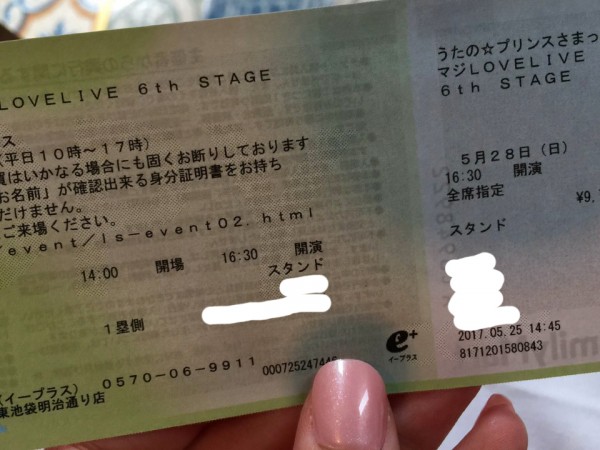 LOVELIVE 6th STAGE
ス
(平日10時~17時)
買はいかなる場合にも固くお断りしております
お名前」が確認出来る身分証明書をお持ち
だけません。
ご来場ください。
/event/ls-event02.html
14:00 開場 16:30 開演
スタンド
1塁側
(イープラス) 0570-06-9911
東池袋明治通り店
000725247448
e+
イープラス
うたの☆プリンスさまっ
マジLOVELIVE
6th STAGE
5月28日(日)
16:30 開演
全席指定 ¥9,
スタンド
2017.05.25 14:45
8171201580843